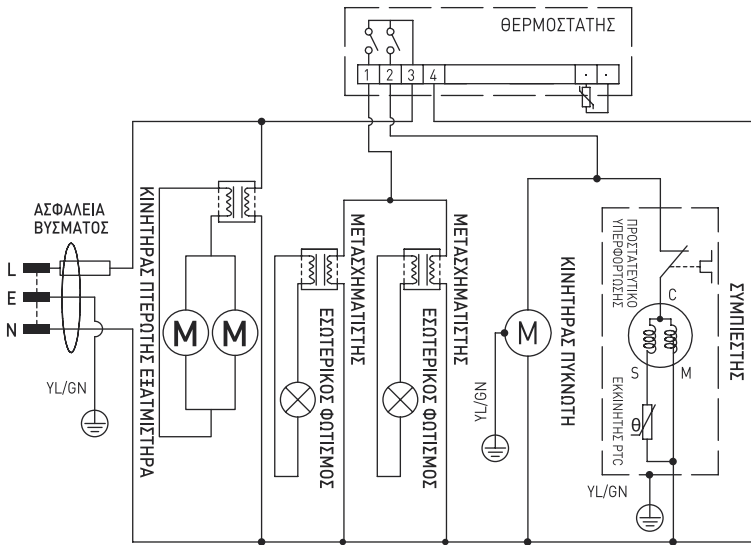 ΘΕΡΜΟΣΤΑΤΗΣ
1 2 3 4
ΑΣΦΑΛΕΙΑ
ΒΥΣΜΑΤΟΣ
L
E
N
YL/GN
ΚΙΝΗΤΗΡΑΣ ΠΤΕΡΩΤΗΣ ΕΞΑΤΜΙΣΤΗΡΑ
M M
ΜΕΤΑΣΧΗΜΑΤΙΣΤΗΣ
ΕΣΩΤΕΡΙΚΟΣ ΦΩΤΙΣΜΟΣ
ΜΕΤΑΣΧΗΜΑΤΙΣΤΗΣ
ΕΣΩΤΕΡΙΚΟΣ ΦΩΤΙΣΜΟΣ
YL/GN
M
ΚΙΝΗΤΗΡΑΣ ΠΥΚΝΩΤΗ
ΠΡΟΣΤΑΤΕΥΤΙΚΟ
ΥΠΕΡΦΟΡΤΩΣΗΣ
C
S M
θ
ΕΚΚΙΝΗΤΗΣ PTC
YL/GN
ΣΥΜΠΙΕΣΤΗΣ